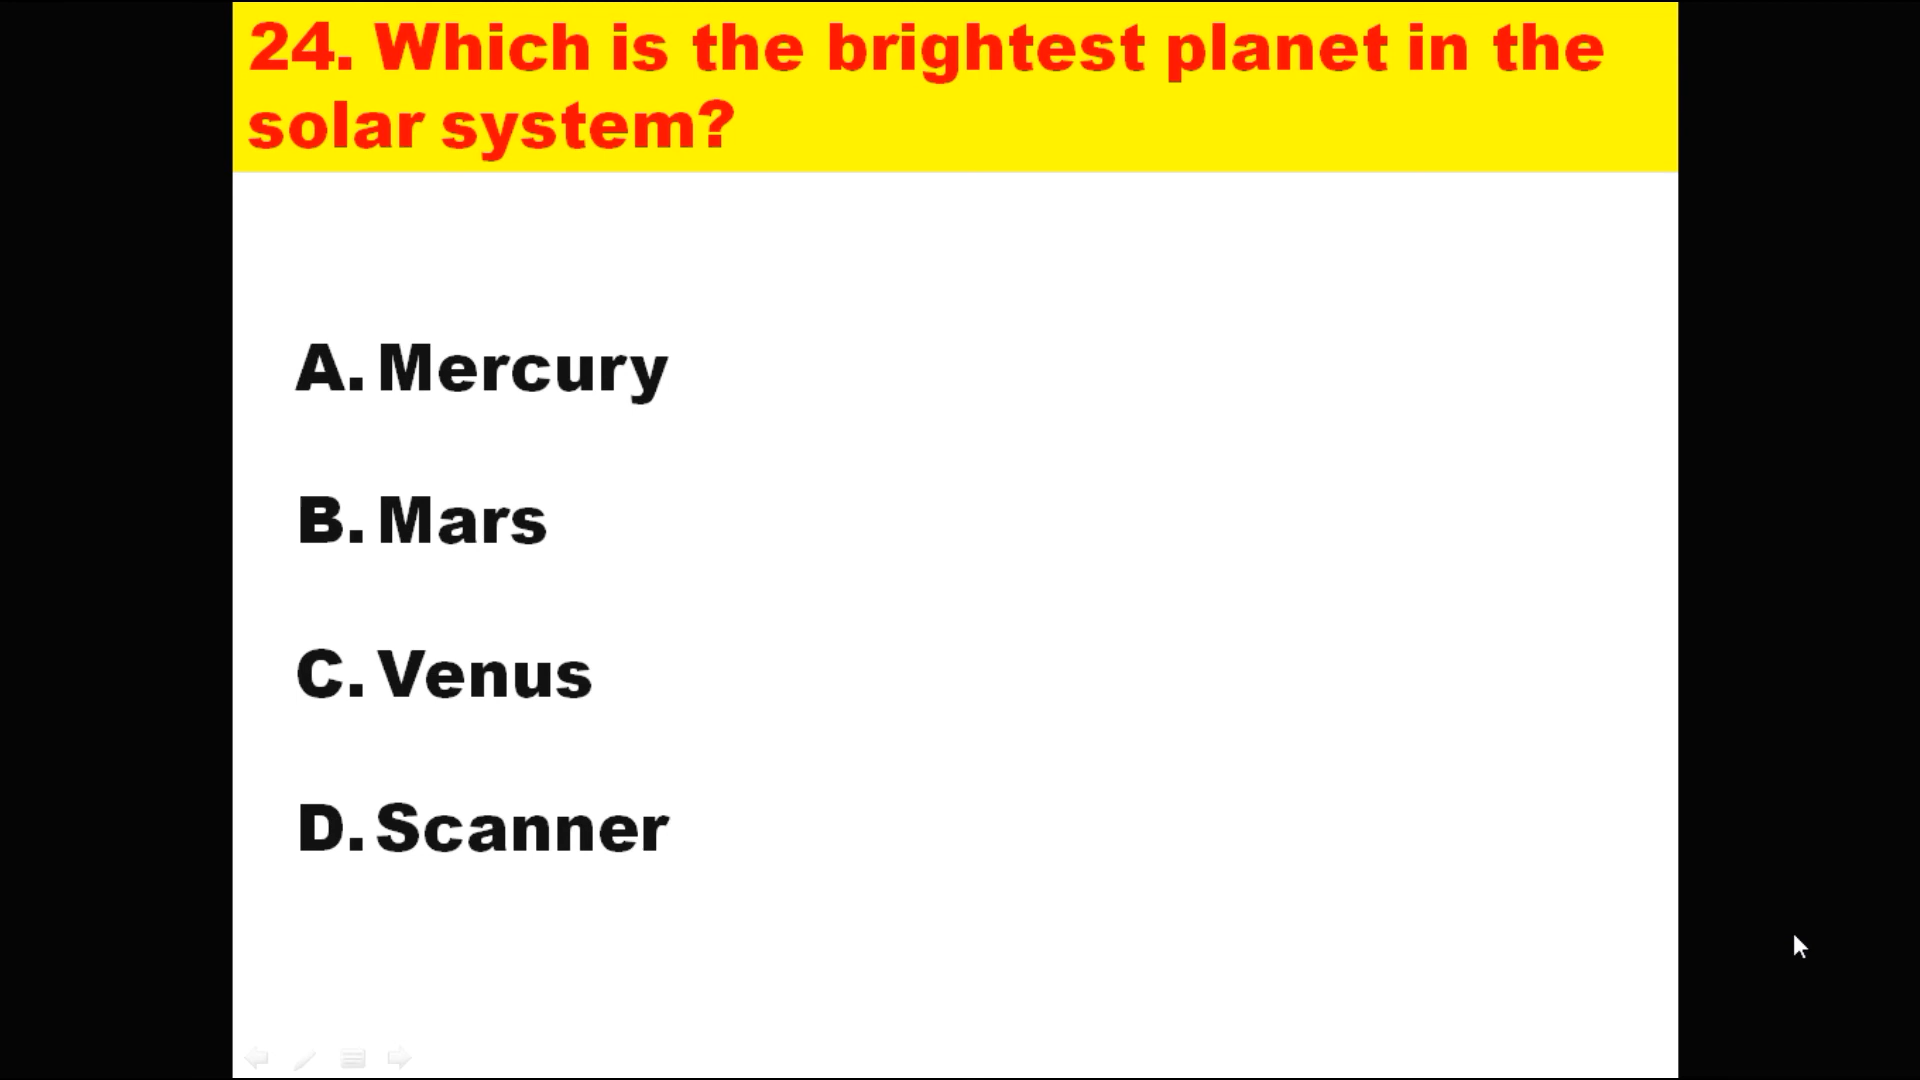 24. Which is the brightest planet in the
solar system?
A. Mercury
B. Mars
C. Venus
D. Scanner